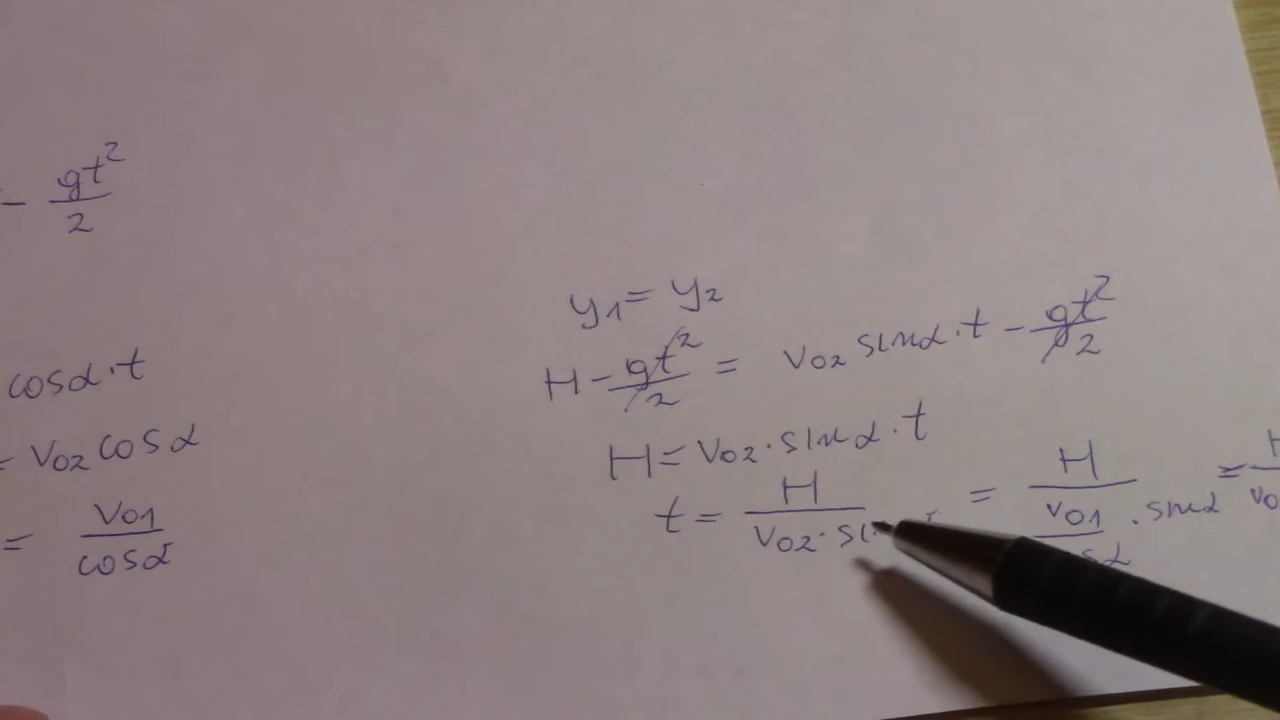 - gt²/2
cosα·t
= v02 cosα
= v01/cosα
y1 = y2
H - gt²/2 = v02 sinα·t - gt²/2
H = v02·sinα·t
t = H/v02· = H/v01 · sinα = H